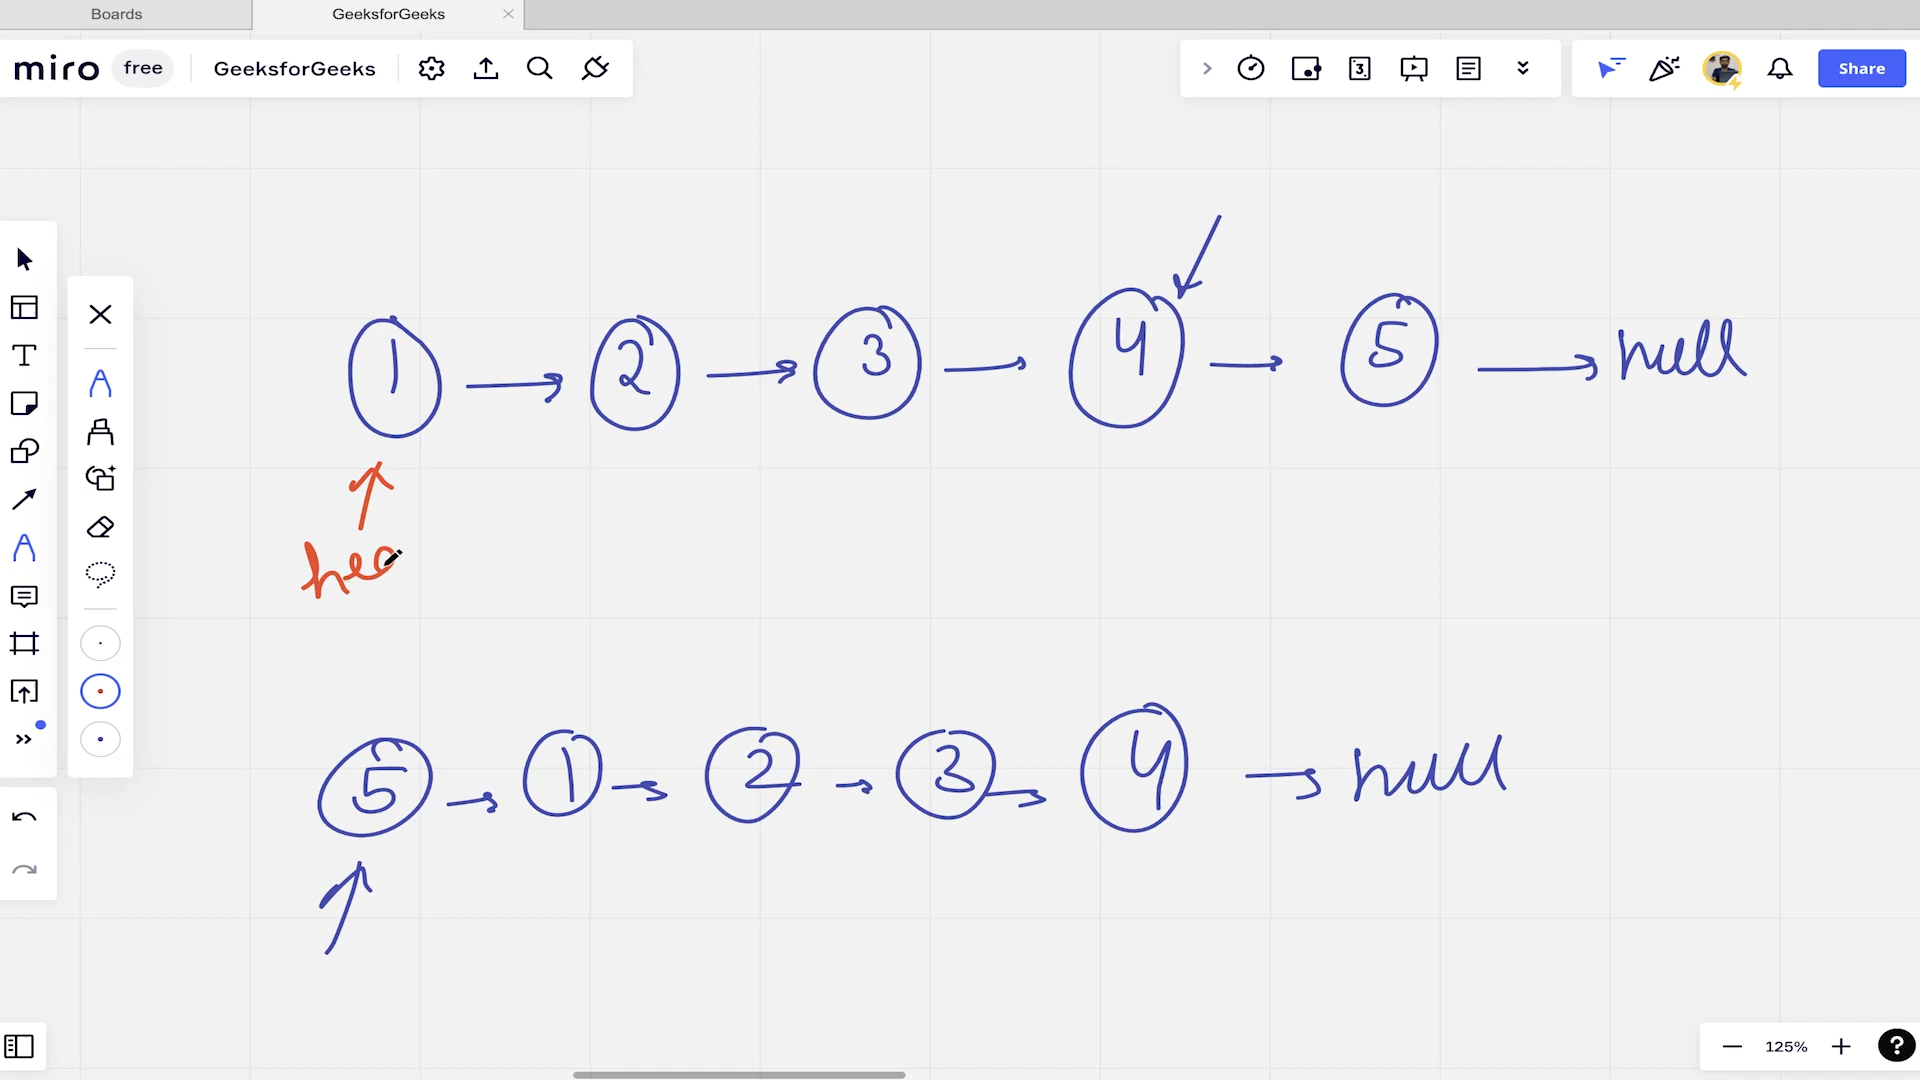 Boards
GeeksforGeeks
miro free GeeksforGeeks
3
Share
1 → 2 → 3 → 4 → 5 → null
hea
5 → 1 → 2 → 3 → 4 → null
125%
?